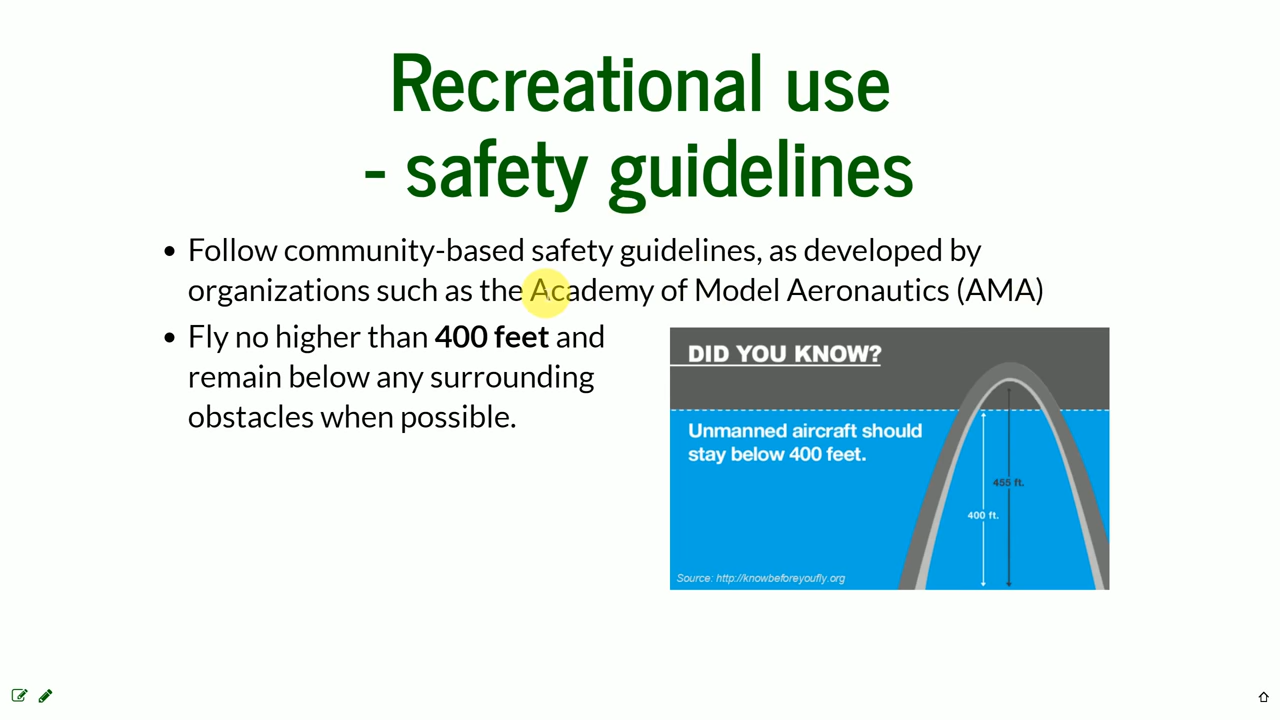 Recreational use
- safety guidelines
• Follow community-based safety guidelines, as developed by
organizations such as the Academy of Model Aeronautics (AMA)
• Fly no higher than 400 feet and
remain below any surrounding
obstacles when possible.
DID YOU KNOW?
Unmanned aircraft should
stay below 400 feet.
455 ft.
400 ft.
Source: http://knowbeforeyoufly.org